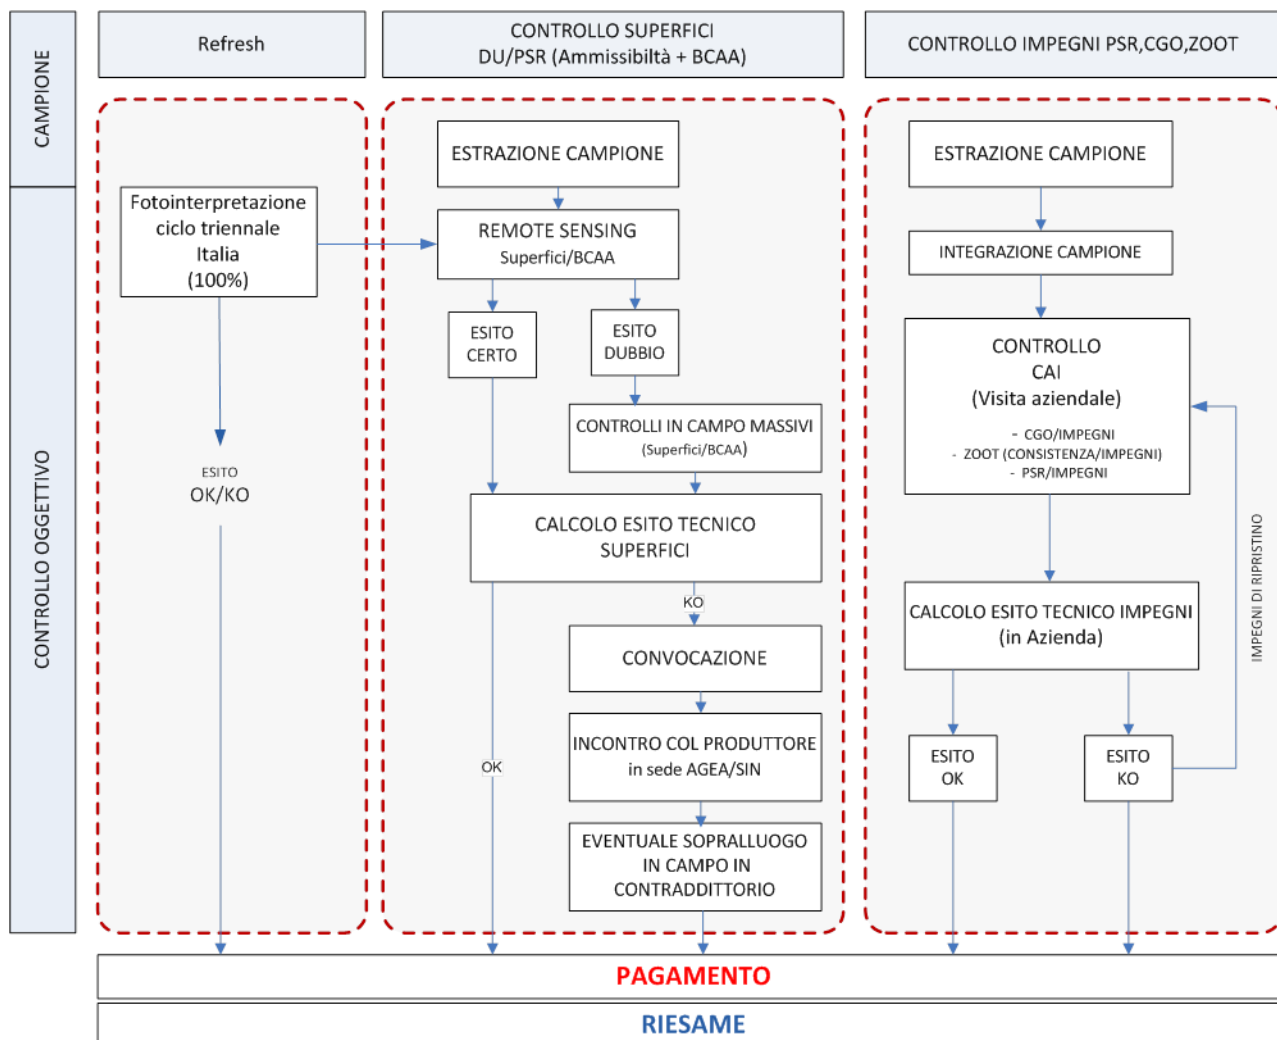 CAMPIONE
CONTROLLO OGGETTIVO
Refresh
CONTROLLO SUPERFICI
DU/PSR (Ammissibiltà + BCAA)
CONTROLLO IMPEGNI PSR,CGO,ZOOT
Fotointerpretazione
ciclo triennale
Italia
(100%)
ESITO
OK/KO
ESTRAZIONE CAMPIONE
REMOTE SENSING
Superfici/BCAA
ESITO
CERTO
ESITO
DUBBIO
CONTROLLI IN CAMPO MASSIVI
(Superfici/BCAA)
CALCOLO ESITO TECNICO
SUPERFICI
KO
CONVOCAZIONE
INCONTRO COL PRODUTTORE
in sede AGEA/SIN
OK
EVENTUALE SOPRALLUOGO
IN CAMPO IN
CONTRADDITTORIO
ESTRAZIONE CAMPIONE
INTEGRAZIONE CAMPIONE
CONTROLLO
CAI
(Visita aziendale)
- CGO/IMPEGNI
- ZOOT (CONSISTENZA/IMPEGNI)
- PSR/IMPEGNI
IMPEGNI DI RIPRISTINO
CALCOLO ESITO TECNICO IMPEGNI
(in Azienda)
ESITO
OK
ESITO
KO
PAGAMENTO
RIESAME